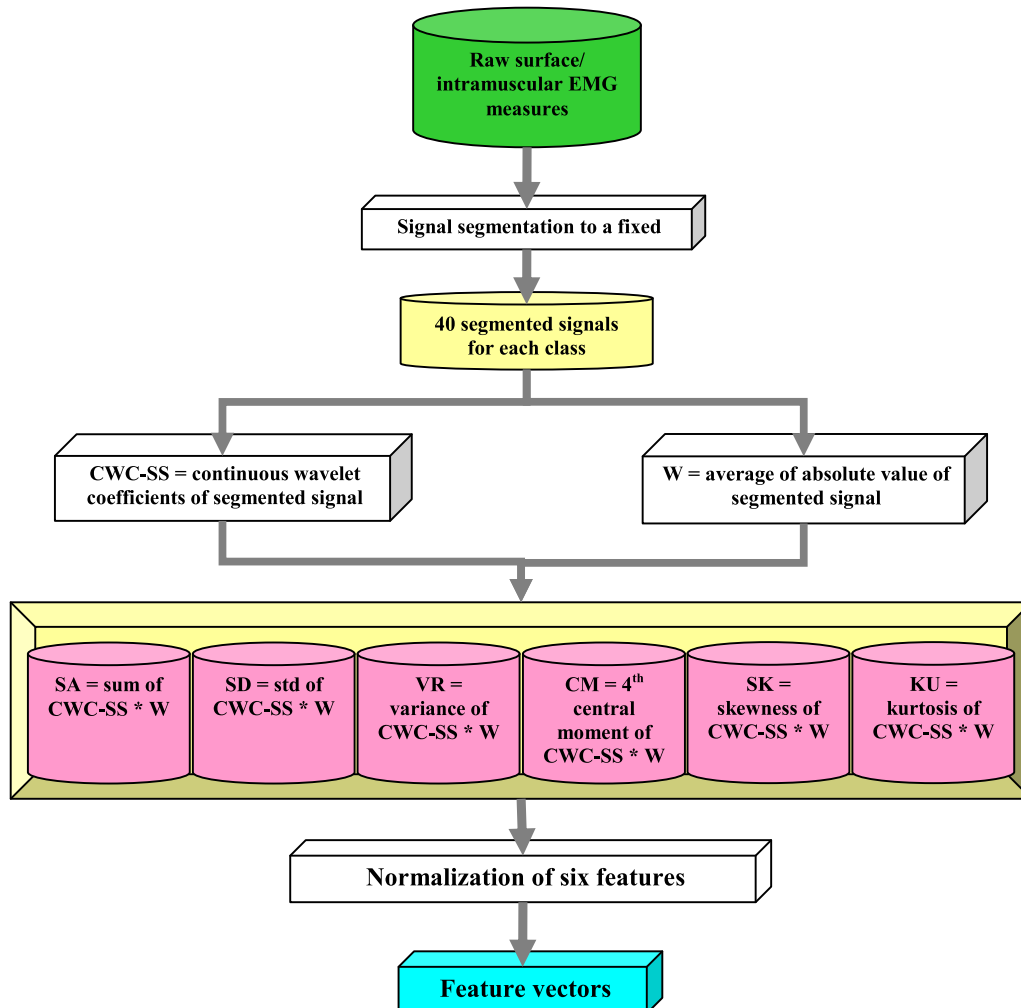 Raw surface/
intramuscular EMG
measures
Signal segmentation to a fixed
40 segmented signals
for each class
CWC-SS = continuous wavelet
coefficients of segmented signal
W = average of absolute value of
segmented signal
SA = sum of
CWC-SS * W
SD = std of
CWC-SS * W
VR =
variance of
CWC-SS * W
CM = 4th
central
moment of
CWC-SS * W
SK =
skewness of
CWC-SS * W
KU =
kurtosis of
CWC-SS * W
Normalization of six features
Feature vectors